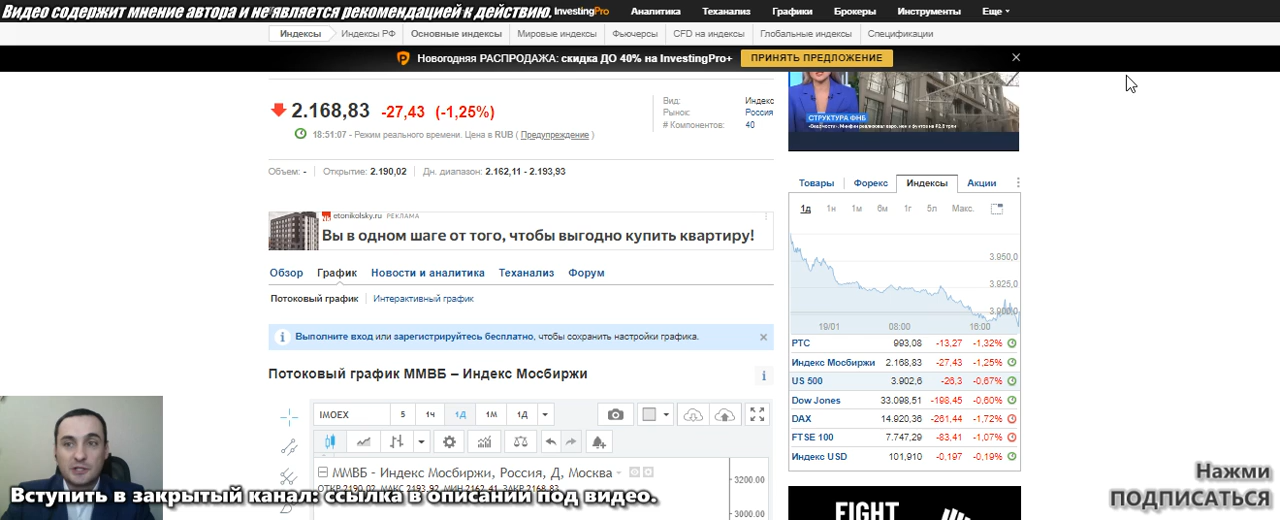 Видео содержит мнение автора и не является рекомендацией к действию.
InvestingPro Аналитика Теханализ Графики Брокеры Инструменты Еще
Индексы Индексы РФ Основные индексы Мировые индексы Фьючерсы CFD на индексы Глобальные индексы Спецификации
Новогодняя РАСПРОДАЖА: скидка ДО 40% на InvestingPro+ ПРИНЯТЬ ПРЕДЛОЖЕНИЕ
2.168,83 -27,43 (-1,25%)
18:51:07 - Режим реального времени. Цена в RUB ( Предупреждение )
Вид: Индекс
Рынок: Россия
# Компонентов: 40
Объем: - Открытие: 2.190,02 Дн. диапазон: 2.162,11 - 2.193,93
etonikolsky.ru РЕКЛАМА
Вы в одном шаге от того, чтобы выгодно купить квартиру!
Обзор График Новости и аналитика Теханализ Форум
Потоковый график Интерактивный график
Выполните вход или зарегистрируйтесь бесплатно, чтобы сохранить настройки графика.
Потоковый график ММВБ – Индекс Мосбиржи
IMOEX 5 1Ч 1Д 1М 1Д
ММВБ - Индекс Мосбиржи, Россия, Д, Москва
3200.00
3000.00
СТРУКТУРА ФНБ
Товары Форекс Индексы Акции
1д 1н 1м 6м 1г 5л Макс.
3.950,0
3.925,0
3.900,0
19/01 08:00 16:00
РТС 993,08 -13,27 -1,32%
Индекс Мосбиржи 2.168,83 -27,43 -1,25%
US 500 3.902,6 -26,3 -0,67%
Dow Jones 33.098,51 -198,45 -0,60%
DAX 14.920,36 -261,44 -1,72%
FTSE 100 7.747,29 -83,41 -1,07%
Индекс USD 101,910 -0,197 -0,19%
FIGHT
Вступить в закрытый канал: ссылка в описании под видео.
Нажми
ПОДПИСАТЬСЯ